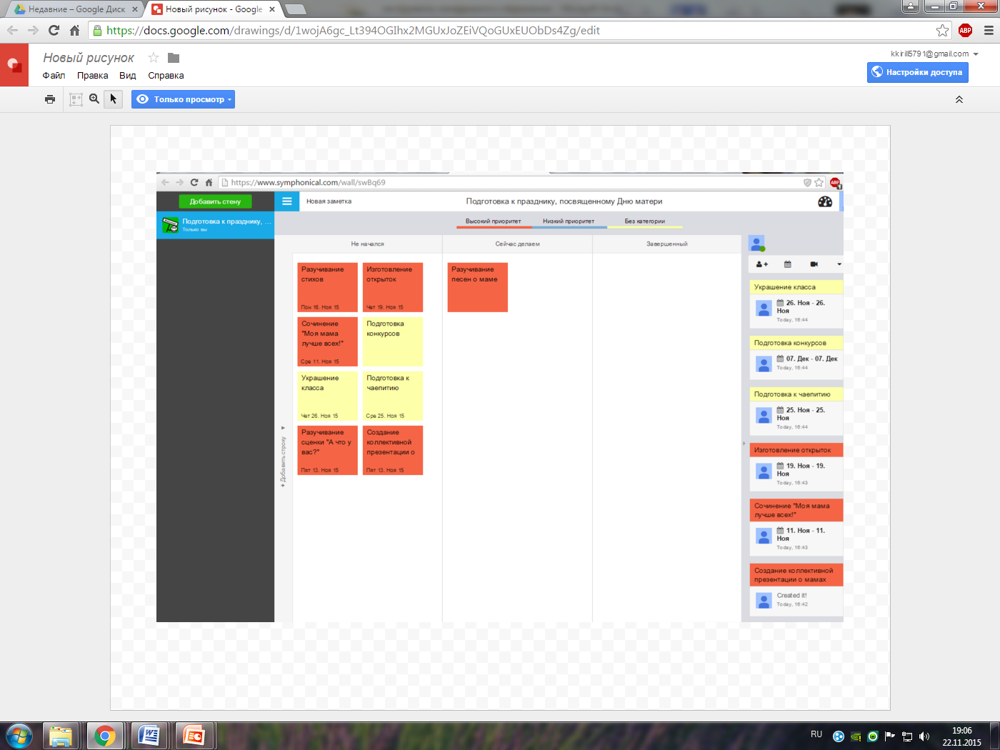 Недавние – Google Диск
Новый рисунок - Google
https://docs.google.com/drawings/d/1wojA6gc_Lt394OGIhx2MGUxJoZEiVQoGUxEUObDs4Zg/edit
ABP
Новый рисунок
kkirill5791@gmail.com
Файл Правка Вид Справка
Настройки доступа
Только просмотр
https://www.symphonical.com/wall/swBq69
ABP
Добавить стену
Новая заметка
Подготовка к празднику, посвященному Дню матери
Подготовка к празднику, ...
Только вы
Высокий приоритет
Низкий приоритет
Без категории
Не начался
Сейчас делаем
Завершенный
Разучивание
стихов
Пон 16. Ноя 15
Изготовление
открыток
Чет 19. Ноя 15
Разучивание
песен о маме
Сочинение
"Моя мама
лучше всех!"
Сре 11. Ноя 15
Подготовка
конкурсов
Украшение
класса
Чет 26. Ноя 15
Подготовка к
чаепитию
Сре 25. Ноя 15
Разучивание
сценки "А что у
вас?"
Пят 13. Ноя 15
Создание
коллективной
презентации о
Пят 13. Ноя 15
+ Добавить строку
Украшение класса
26. Ноя - 26.
Ноя
Today, 16:44
Подготовка конкурсов
07. Дек - 07. Дек
Today, 16:44
Подготовка к чаепитию
25. Ноя - 25.
Ноя
Today, 16:44
Изготовление открыток
19. Ноя - 19.
Ноя
Today, 16:43
Сочинение "Моя мама
лучше всех!"
11. Ноя - 11.
Ноя
Today, 16:43
Создание коллективной
презентации о мамах
Created it!
Today, 16:42
RU
19:06
22.11.2015